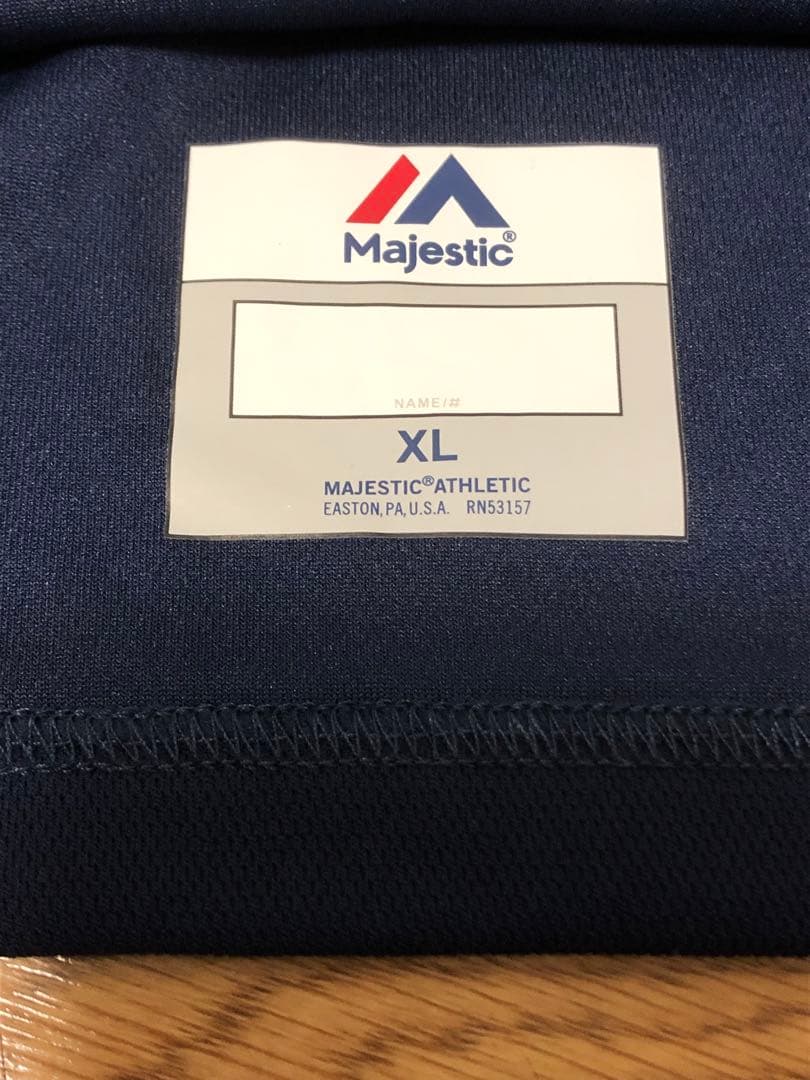 Majestic®
NAME/#
XL
MAJESTIC®ATHLETIC
EASTON, PA, U.S.A. RN53157